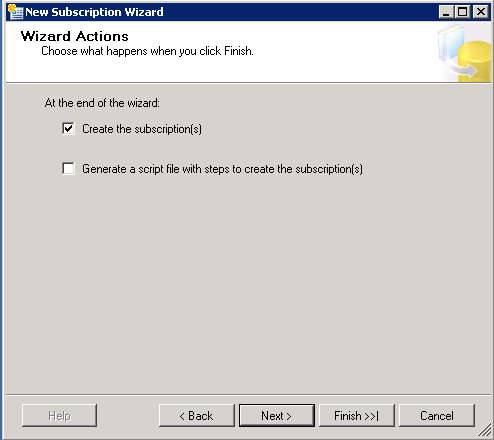 New Subscription Wizard
Wizard Actions
Choose what happens when you click Finish.
At the end of the wizard:
Create the subscription(s)
Generate a script file with steps to create the subscription(s)
Help
< Back
Next >
Finish >>|
Cancel